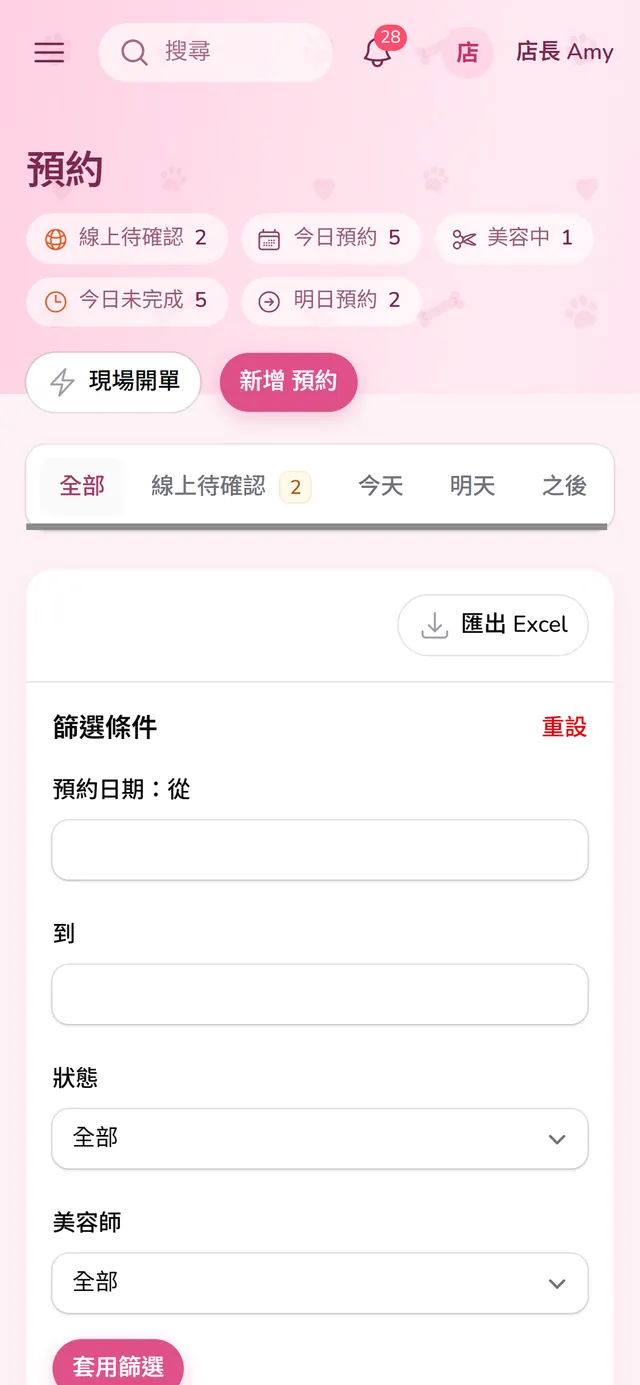 搜尋 28 店 店長 Amy
預約
線上待確認 2 今日預約 5 美容中 1
今日未完成 5 明日預約 2
現場開單 新增 預約
全部 線上待確認 2 今天 明天 之後
匯出 Excel
篩選條件 重設
預約日期：從
到
狀態
全部
美容師
全部
套用篩選